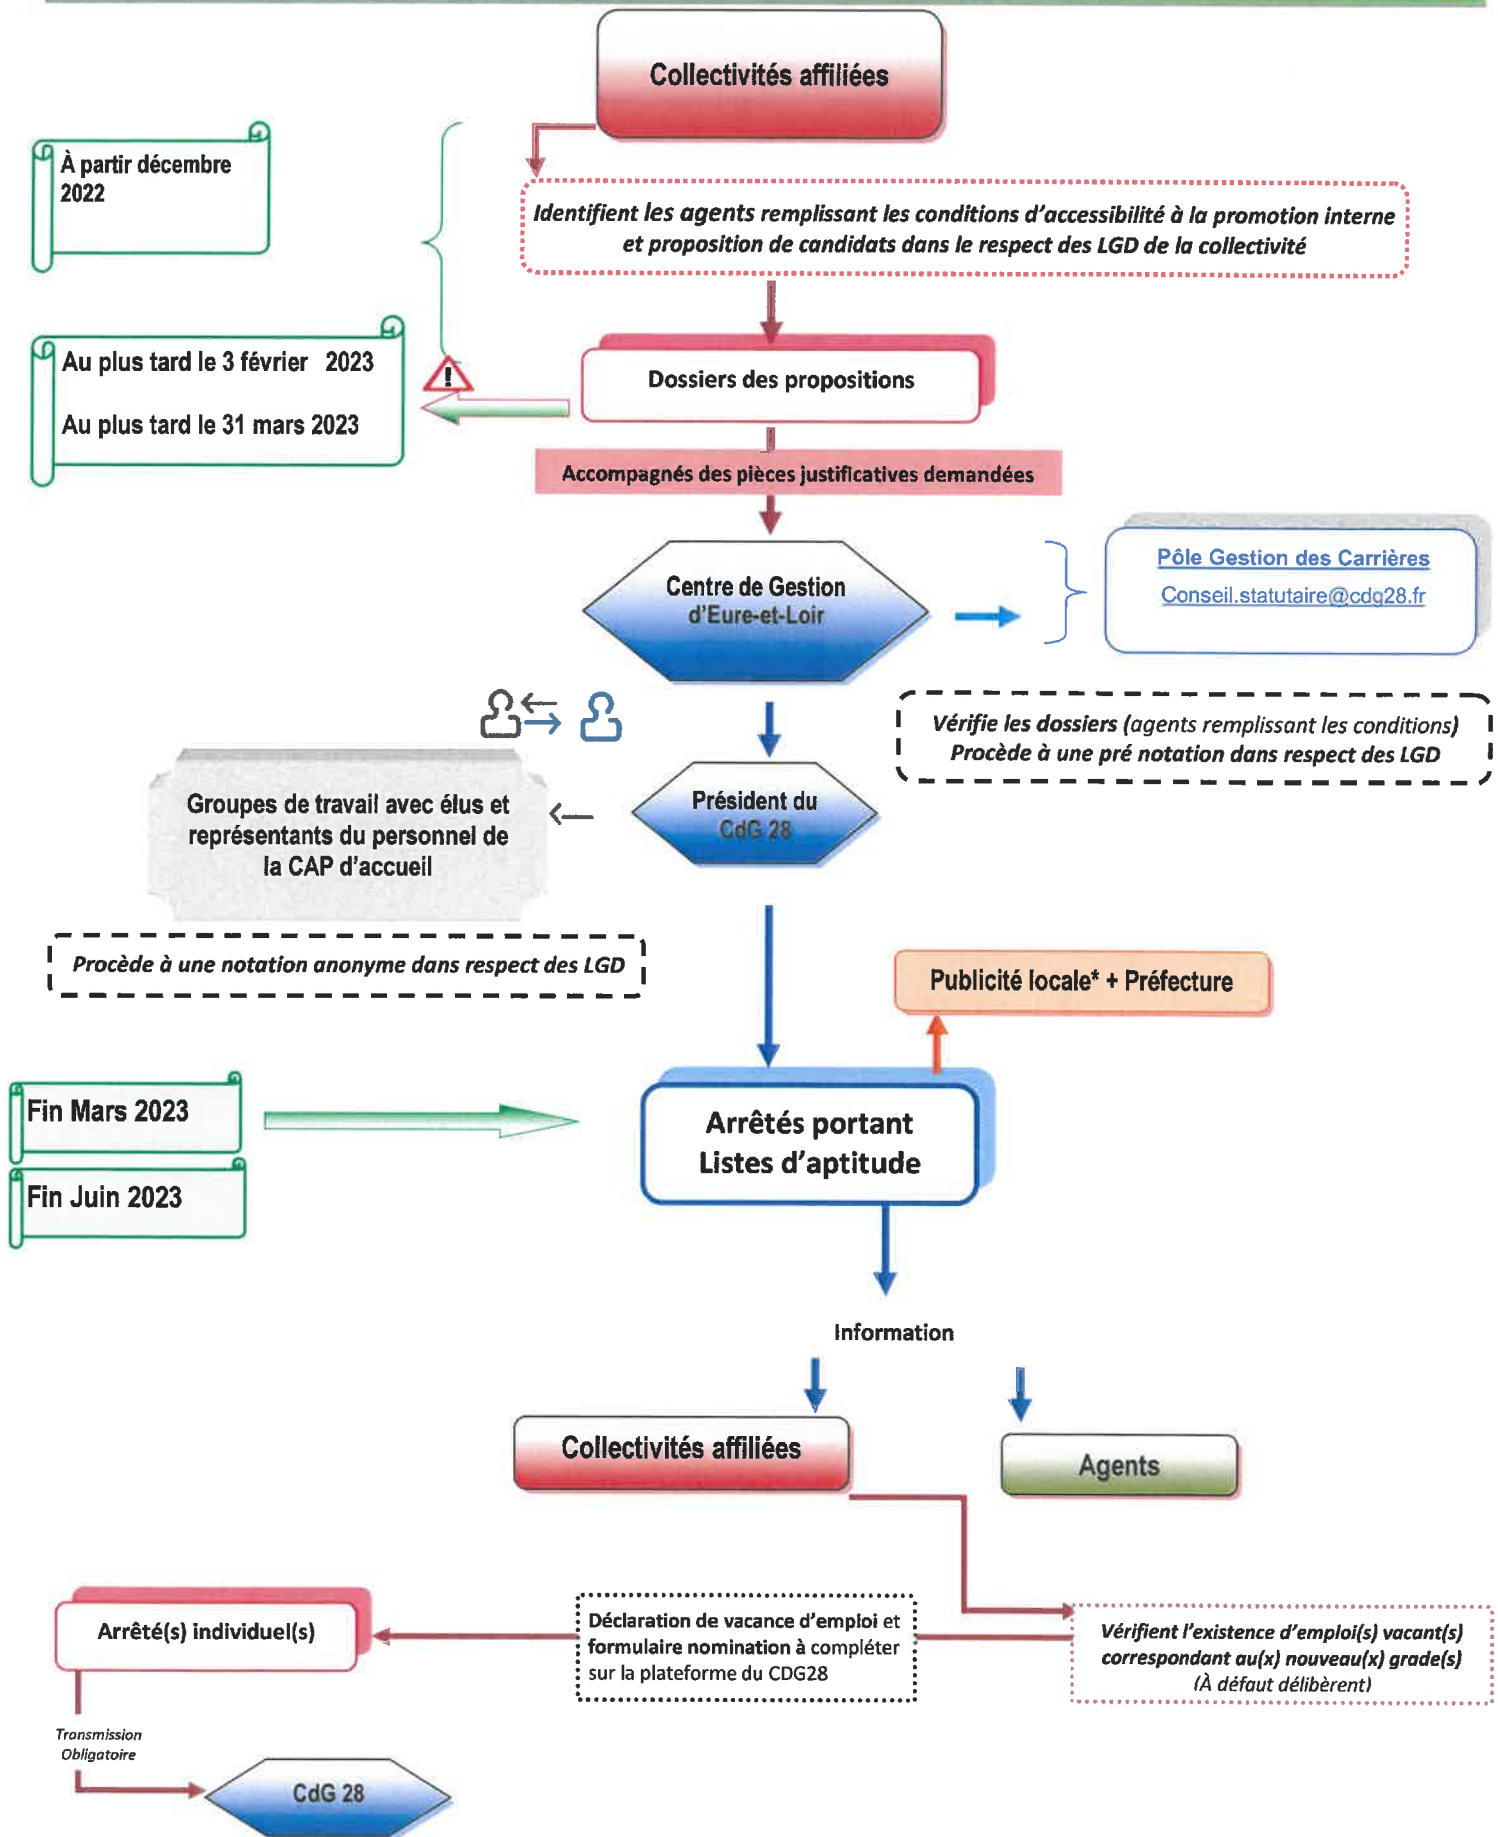 Collectivités affiliées
À partir décembre
2022
Identifient les agents remplissant les conditions d'accessibilité à la promotion interne
et proposition de candidats dans le respect des LGD de la collectivité
Au plus tard le 3 février 2023
Au plus tard le 31 mars 2023
!
Dossiers des propositions
Accompagnés des pièces justificatives demandées
Centre de Gestion
d'Eure-et-Loir
Pôle Gestion des Carrières
Conseil.statutaire@cdg28.fr
Vérifie les dossiers (agents remplissant les conditions)
Procède à une pré notation dans respect des LGD
Président du
CdG 28
Groupes de travail avec élus et
représentants du personnel de
la CAP d'accueil
Procède à une notation anonyme dans respect des LGD
Publicité locale* + Préfecture
Fin Mars 2023
Fin Juin 2023
Arrêtés portant
Listes d'aptitude
Information
Collectivités affiliées
Agents
Arrêté(s) individuel(s)
Déclaration de vacance d'emploi et
formulaire nomination à compléter
sur la plateforme du CDG28
Vérifient l'existence d'emploi(s) vacant(s)
correspondant au(x) nouveau(x) grade(s)
(À défaut délibèrent)
Transmission
Obligatoire
CdG 28